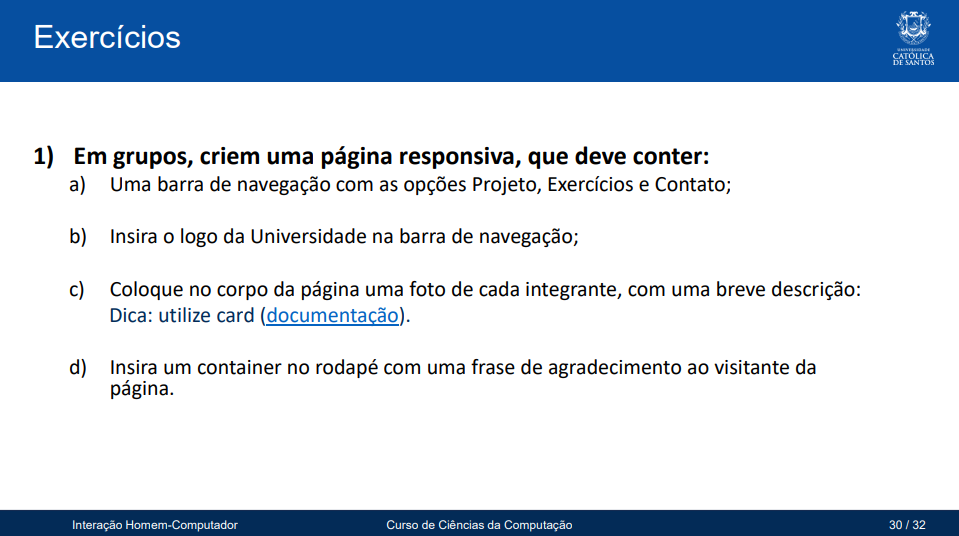 Exercícios
UNIVERSIDADE
CATÓLICA
DE SANTOS
1) Em grupos, criem uma página responsiva, que deve conter:
a) Uma barra de navegação com as opções Projeto, Exercícios e Contato;
b) Insira o logo da Universidade na barra de navegação;
c) Coloque no corpo da página uma foto de cada integrante, com uma breve descrição:
Dica: utilize card (documentação).
d) Insira um container no rodapé com uma frase de agradecimento ao visitante da
página.
Interação Homem-Computador
Curso de Ciências da Computação
30 / 32